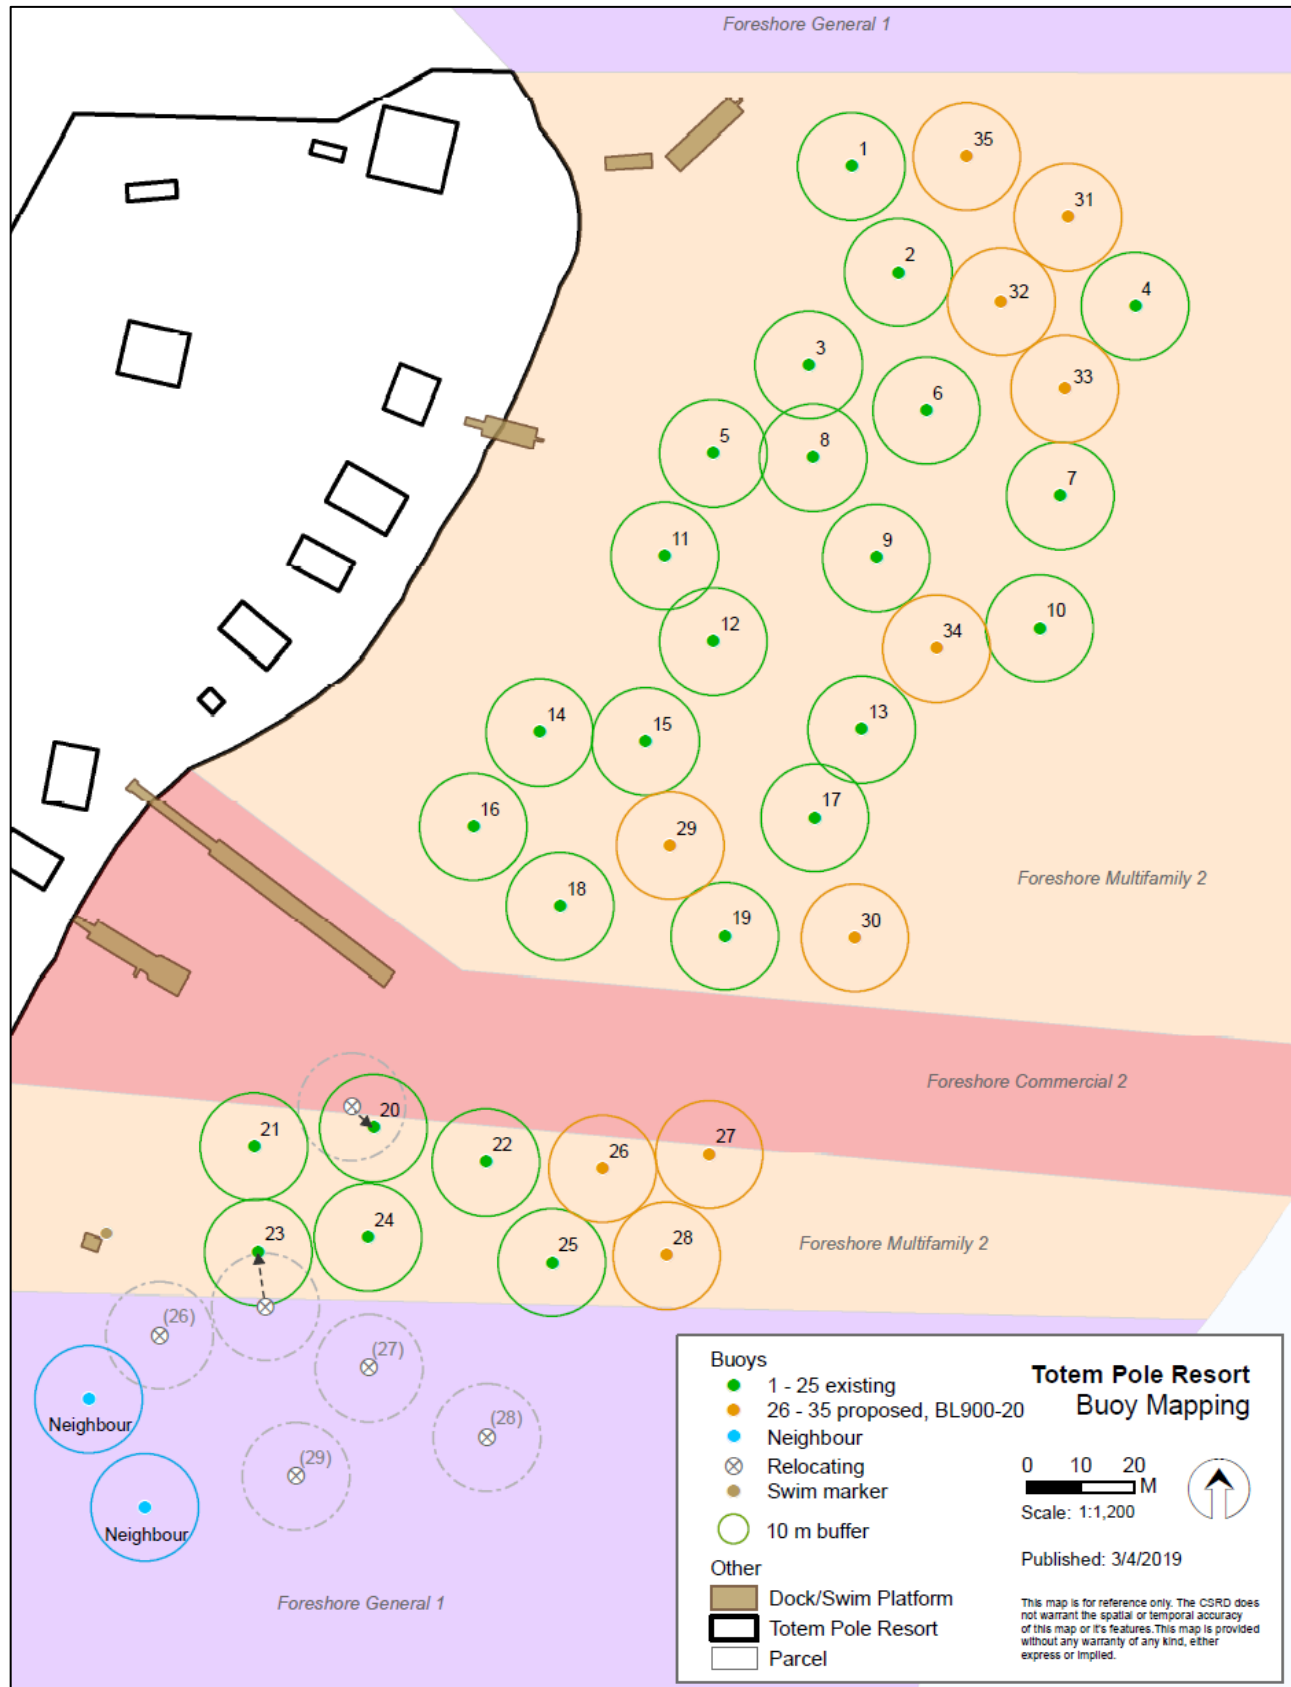 Foreshore General 1
1
35
31
2
32
4
3
6
33
5
8
7
11
9
12
10
34
14
15
13
16
17
29
18
19
30
Foreshore Multifamily 2
Foreshore Commercial 2
20
21
22
26
27
23
24
25
28
Foreshore Multifamily 2
(26)
(27)
(28)
(29)
Neighbour
Neighbour
Foreshore General 1
Buoys
1 - 25 existing
26 - 35 proposed, BL900-20
Neighbour
Relocating
Swim marker
10 m buffer
Other
Dock/Swim Platform
Totem Pole Resort
Parcel
Totem Pole Resort
Buoy Mapping
0 10 20
M
Scale: 1:1,200
Published: 3/4/2019
This map is for reference only. The CSRD does
not warrant the spatial or temporal accuracy
of this map or it's features.This map is provided
without any warranty of any kind, either
express or implied.